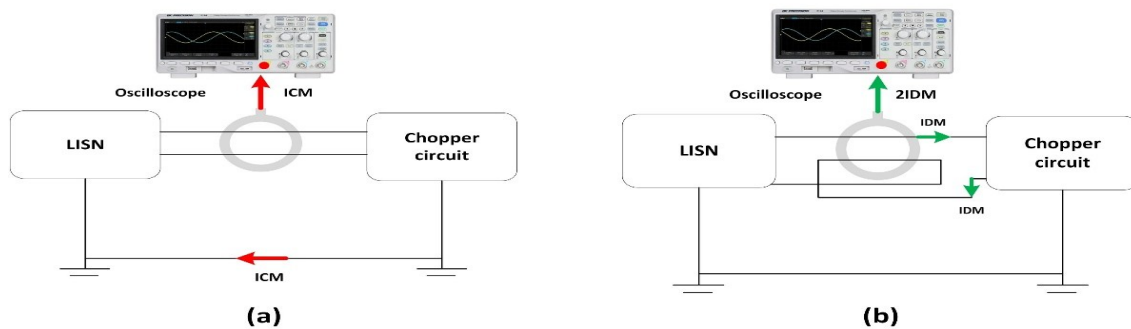 Oscilloscope
ICM
LISN
Chopper
circuit
ICM
(a)
Oscilloscope
2IDM
IDM
LISN
Chopper
circuit
IDM
(b)